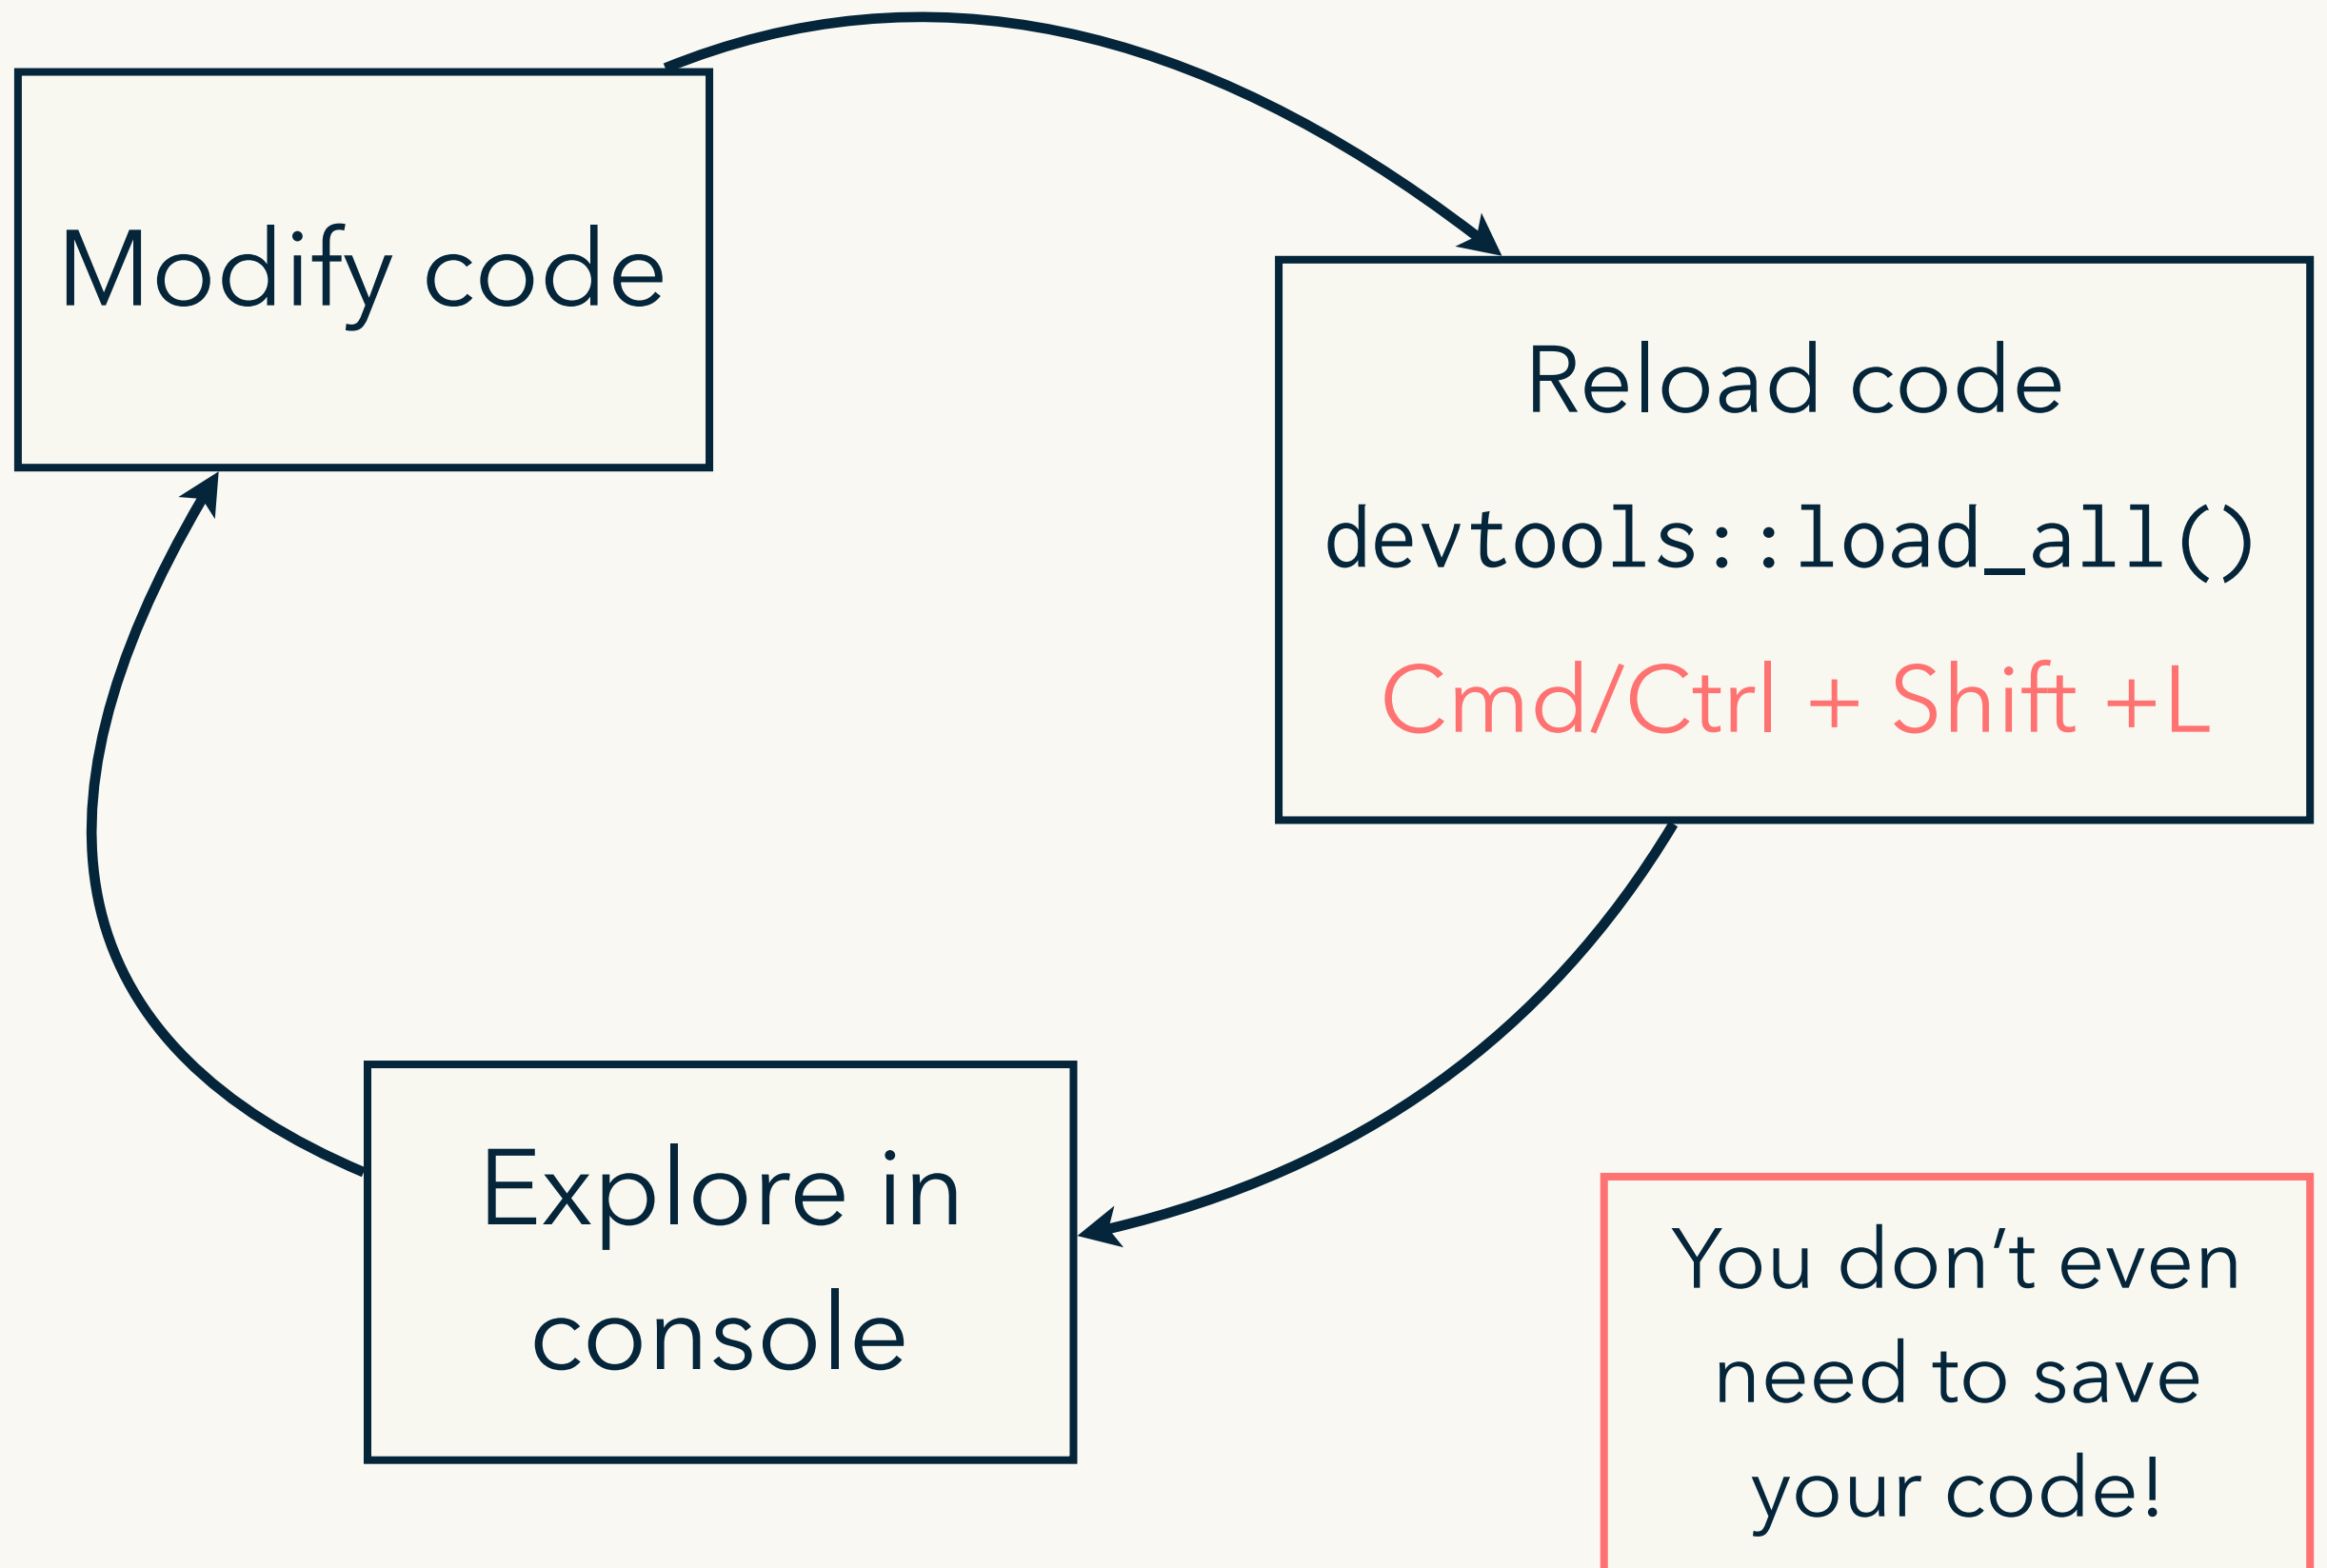 Modify code
Reload code
devtools::load_all()
Cmd/Ctrl + Shift +L
Explore in
console
You don’t even
need to save
your code!